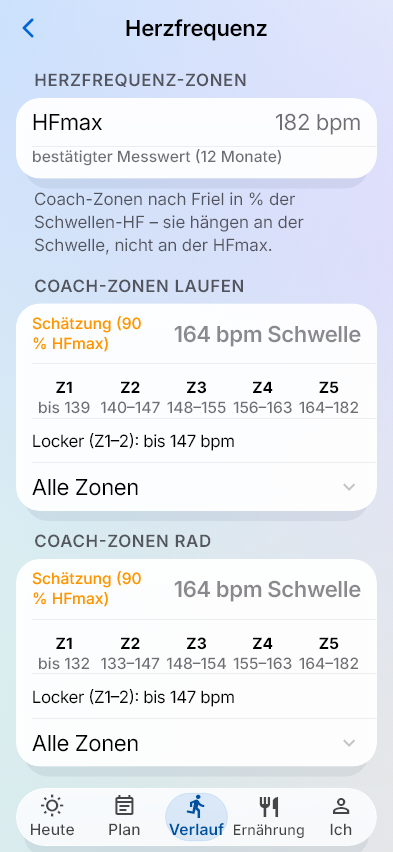 Herzfrequenz
HERZFREQUENZ-ZONEN
HFmax 182 bpm
bestätigter Messwert (12 Monate)
Coach-Zonen nach Friel in % der
Schwellen-HF – sie hängen an der
Schwelle, nicht an der HFmax.
COACH-ZONEN LAUFEN
Schätzung (90
% HFmax)
164 bpm Schwelle
Z1 Z2 Z3 Z4 Z5
bis 139 140–147 148–155 156–163 164–182
Locker (Z1–2): bis 147 bpm
Alle Zonen
COACH-ZONEN RAD
Schätzung (90
% HFmax)
164 bpm Schwelle
Z1 Z2 Z3 Z4 Z5
bis 132 133–147 148–154 155–163 164–182
Locker (Z1–2): bis 147 bpm
Alle Zonen
Heute Plan Verlauf Ernährung Ich